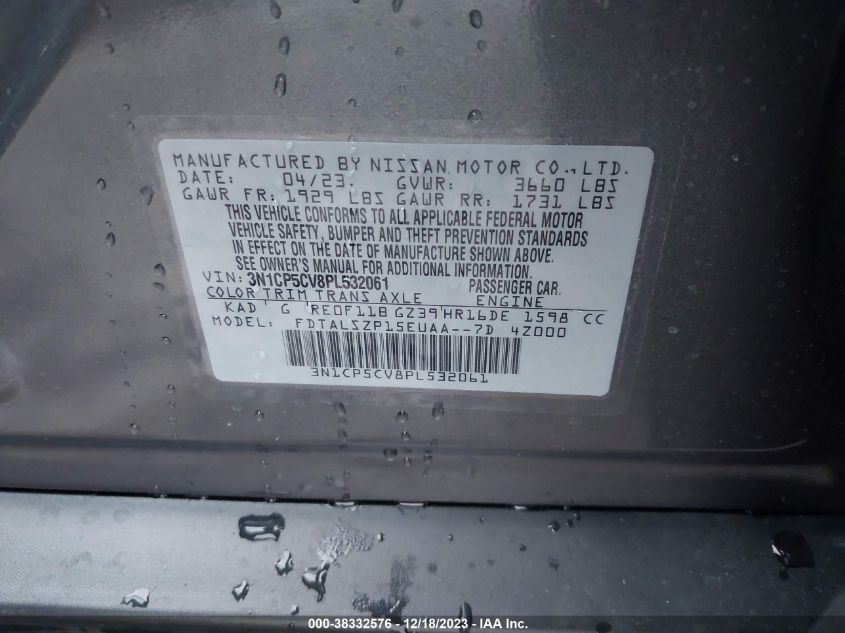 MANUFACTURED BY NISSAN MOTOR CO., LTD.
DATE: 04/23 GVWR: 3660 LBS
GAWR FR: 1929 LBS GAWR RR: 1731 LBS
THIS VEHICLE CONFORMS TO ALL APPLICABLE FEDERAL MOTOR
VEHICLE SAFETY, BUMPER AND THEFT PREVENTION STANDARDS
IN EFFECT ON THE DATE OF MANUFACTURE SHOWN ABOVE.
SEE OWNER'S MANUAL FOR ADDITIONAL INFORMATION.
VIN: 3N1CP5CV8PL532061 PASSENGER CAR.
COLOR TRIM TRANS AXLE ENGINE
KAD G RE0F11B GZ39 HR16DE 1598 CC
MODEL: FDTALSZP15EUAA--7D 4Z000
3N1CP5CV8PL532061
000-38332576 - 12/18/2023 - IAA Inc.